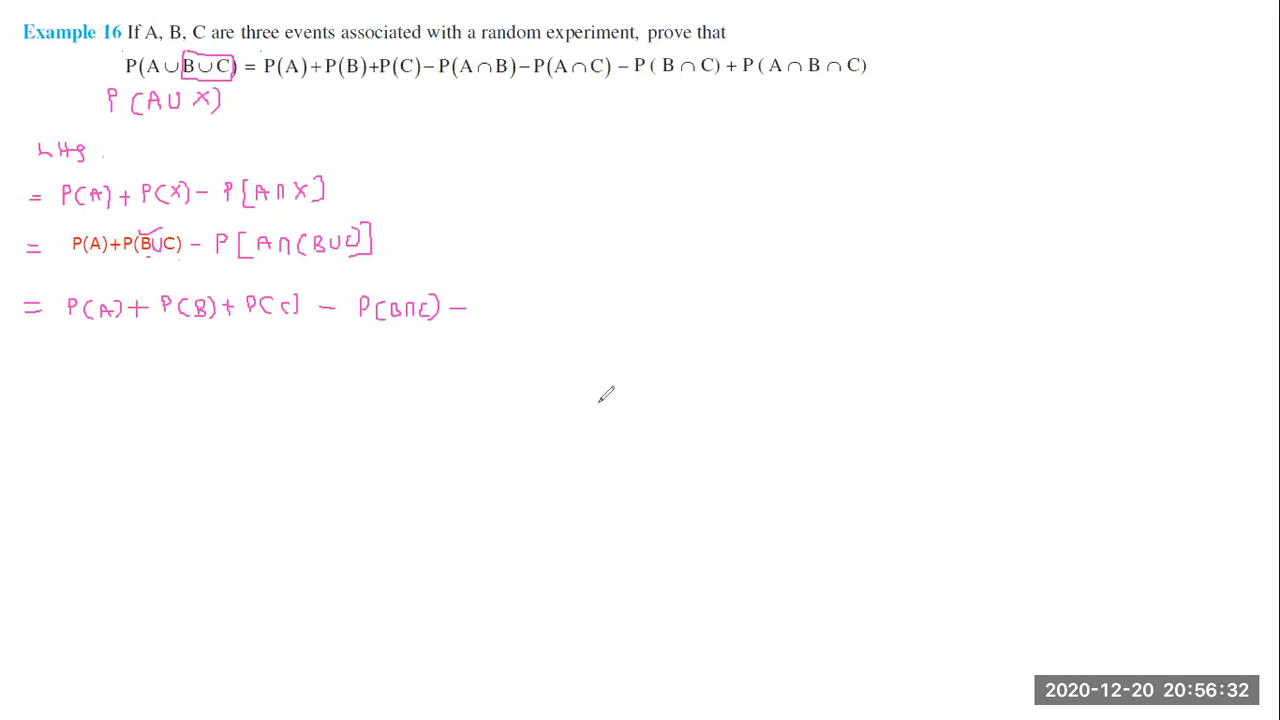 Example 16 If A, B, C are three events associated with a random experiment, prove that
P(A∪B∪C) = P(A)+P(B)+P(C)−P(A∩B)−P(A∩C) − P( B ∩ C) + P( A ∩ B ∩ C)
P (A ∪ X)
LHS
= P(A) + P(X) − P[A ∩ X]
= P(A)+P(B∪C) − P[A ∩ (B ∪ C)]
= P(A) + P(B) + P(C] − P[B∩C) −
2020-12-20 20:56:32